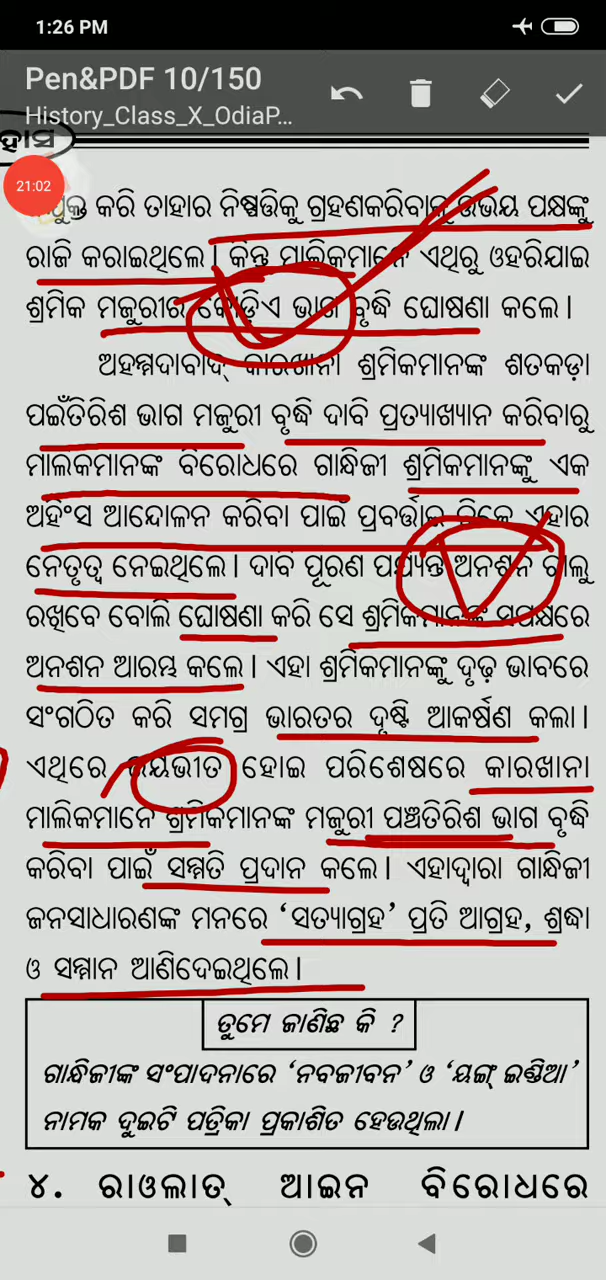 1:26 PM
Pen&PDF 10/150
History_Class_X_OdiaP...
ହାସ
21:02
କରି ତାହାର ନିଷ୍ପତ୍ତିକୁ ଗ୍ରହଣକରିବାକୁ ଉଭୟ ପକ୍ଷଙ୍କୁ
ରାଜି କରାଇଥିଲେ। କିନ୍ତୁ ମାଲିକମାନେ ଏଥିରୁ ଓହରିଯାଇ
ଶ୍ରମିକ ମଜୁରୀର କୋଡ଼ିଏ ଭାଗ ବୃଦ୍ଧି ଘୋଷଣା କଲେ।
ଅହମ୍ମଦାବାଦ୍ କାରଖାନା ଶ୍ରମିକମାନଙ୍କ ଶତକଡ଼ା
ପଇଁତିରିଶ ଭାଗ ମଜୁରୀ ବୃଦ୍ଧି ଦାବି ପ୍ରତ୍ୟାଖ୍ୟାନ କରିବାରୁ
ମାଲିକମାନଙ୍କ ବିରୋଧରେ ଗାନ୍ଧିଜୀ ଶ୍ରମିକମାନଙ୍କୁ ଏକ
ଅହିଂସ ଆନ୍ଦୋଳନ କରିବା ପାଇଁ ପ୍ରବର୍ତ୍ତାଇ ନିଜେ ଏହାର
ନେତୃତ୍ୱ ନେଇଥିଲେ। ଦାବି ପୂରଣ ପର୍ଯ୍ୟନ୍ତ ଅନଶନ ଚାଲୁ
ରଖିବେ ବୋଲି ଘୋଷଣା କରି ସେ ଶ୍ରମିକମାନଙ୍କ ସପକ୍ଷରେ
ଅନଶନ ଆରମ୍ଭ କଲେ। ଏହା ଶ୍ରମିକମାନଙ୍କୁ ଦୃଢ଼ ଭାବରେ
ସଂଗଠିତ କରି ସମଗ୍ର ଭାରତର ଦୃଷ୍ଟି ଆକର୍ଷଣ କଲା।
ଏଥିରେ ଭୟଭୀତ ହୋଇ ପରିଶେଷରେ କାରଖାନା
ମାଲିକମାନେ ଶ୍ରମିକମାନଙ୍କ ମଜୁରୀ ପଞ୍ଚତିରିଶ ଭାଗ ବୃଦ୍ଧି
କରିବା ପାଇଁ ସମ୍ମତି ପ୍ରଦାନ କଲେ। ଏହାଦ୍ୱାରା ଗାନ୍ଧିଜୀ
ଜନସାଧାରଣଙ୍କ ମନରେ ‘ସତ୍ୟାଗ୍ରହ’ ପ୍ରତି ଆଗ୍ରହ, ଶ୍ରଦ୍ଧା
ଓ ସମ୍ମାନ ଆଣିଦେଇଥିଲେ।
ତୁମେ ଜାଣିଛ କି ?
ଗାନ୍ଧିଜୀଙ୍କ ସଂପାଦନାରେ ‘ନବଜୀବନ’ ଓ ‘ୟଙ୍ଗ୍ ଇଣ୍ଡିଆ’
ନାମକ ଦୁଇଟି ପତ୍ରିକା ପ୍ରକାଶିତ ହେଉଥିଲା।
୪. ରାଓଲାଟ୍ ଆଇନ ବିରୋଧରେ